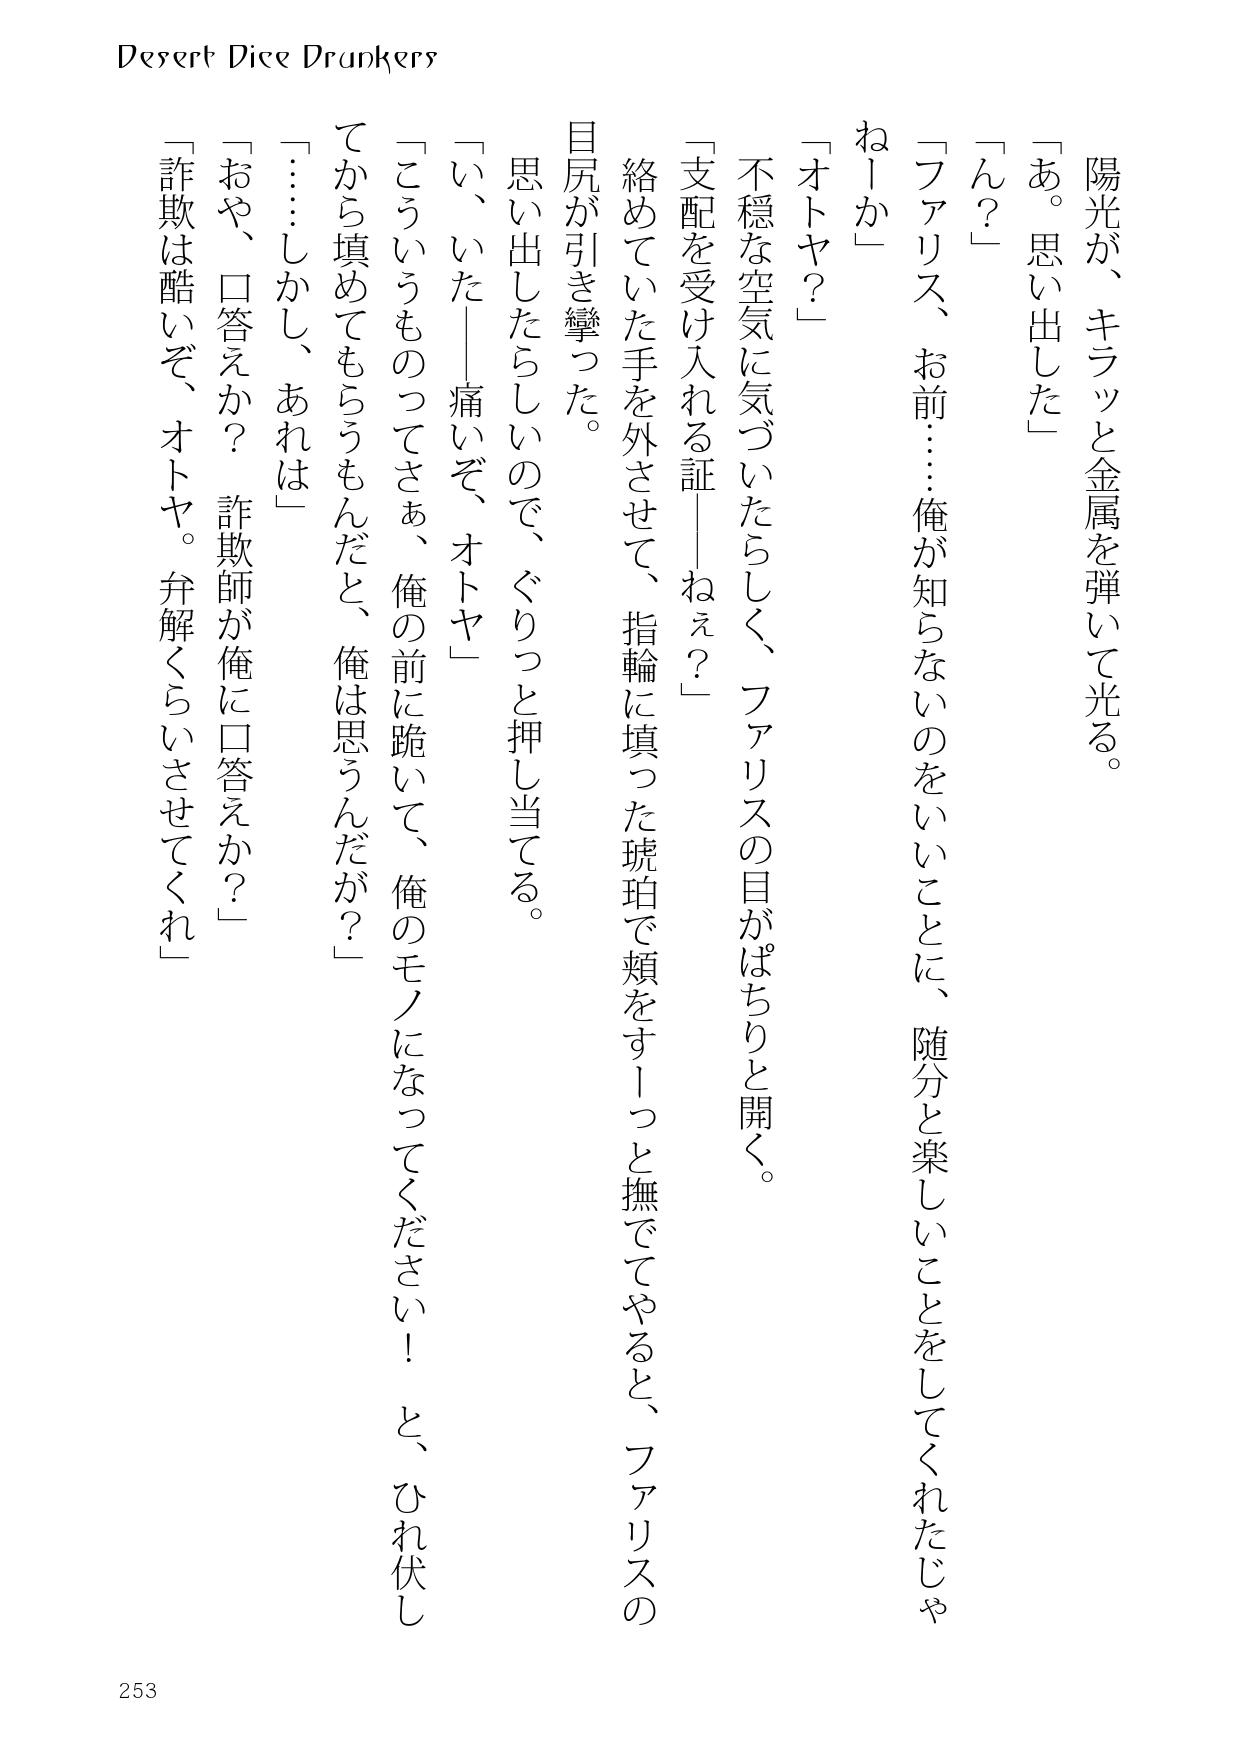 Desert Dice Drunkers
　陽光が、キラッと金属を弾いて光る。
「あ。思い出した」
「ん？」
「ファリス、お前……俺が知らないのをいいことに、随分と楽しいことをしてくれたじゃ
ねーか」
「オトヤ？」
　不穏な空気に気づいたらしく、ファリスの目がぱちりと開く。
「支配を受け入れる証――ねぇ？」
　絡めていた手を外させて、指輪に填った琥珀で頬をすーっと撫でてやると、ファリスの
目尻が引き攣った。
　思い出したらしいので、ぐりっと押し当てる。
「い、いた――痛いぞ、オトヤ」
「こういうものってさぁ、俺の前に跪いて、俺のモノになってください！　と、ひれ伏し
てから填めてもらうもんだと、俺は思うんだが？」
「……しかし、あれは」
「おや、口答えか？　詐欺師が俺に口答えか？」
「詐欺は酷いぞ、オトヤ。弁解くらいさせてくれ」
253